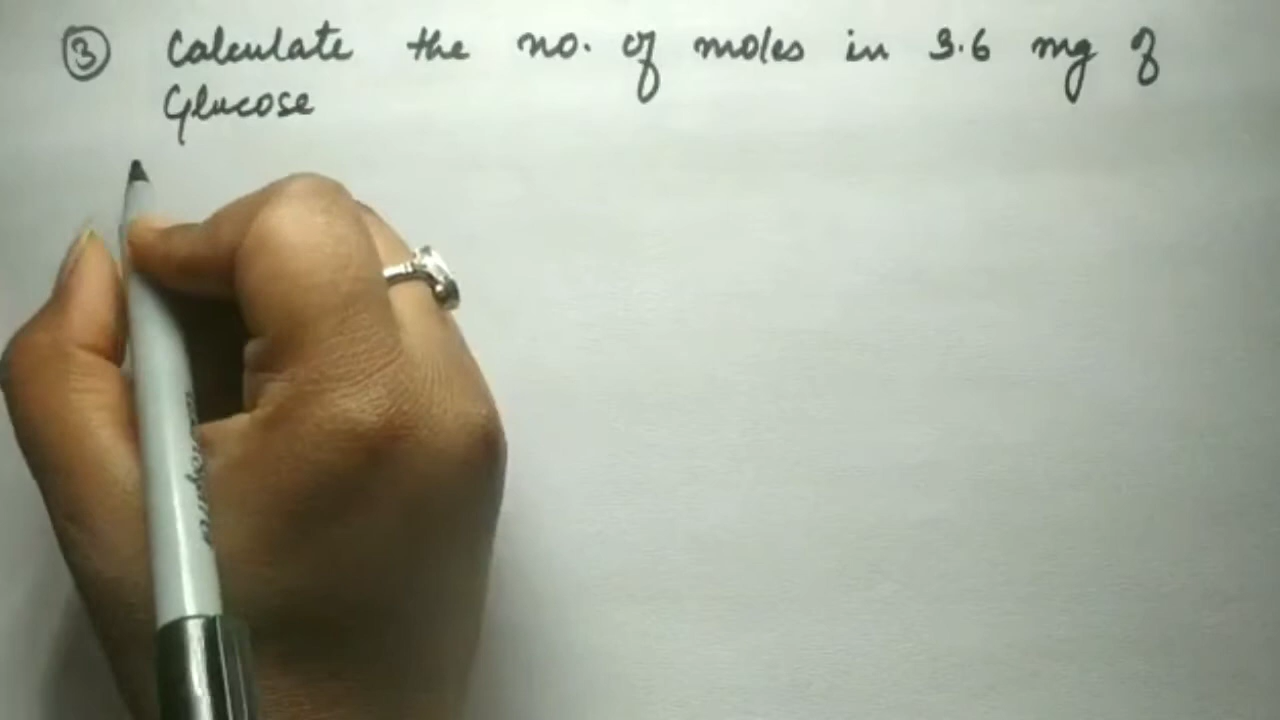 ③ Calculate the no. of moles in 3.6 mg of
Glucose